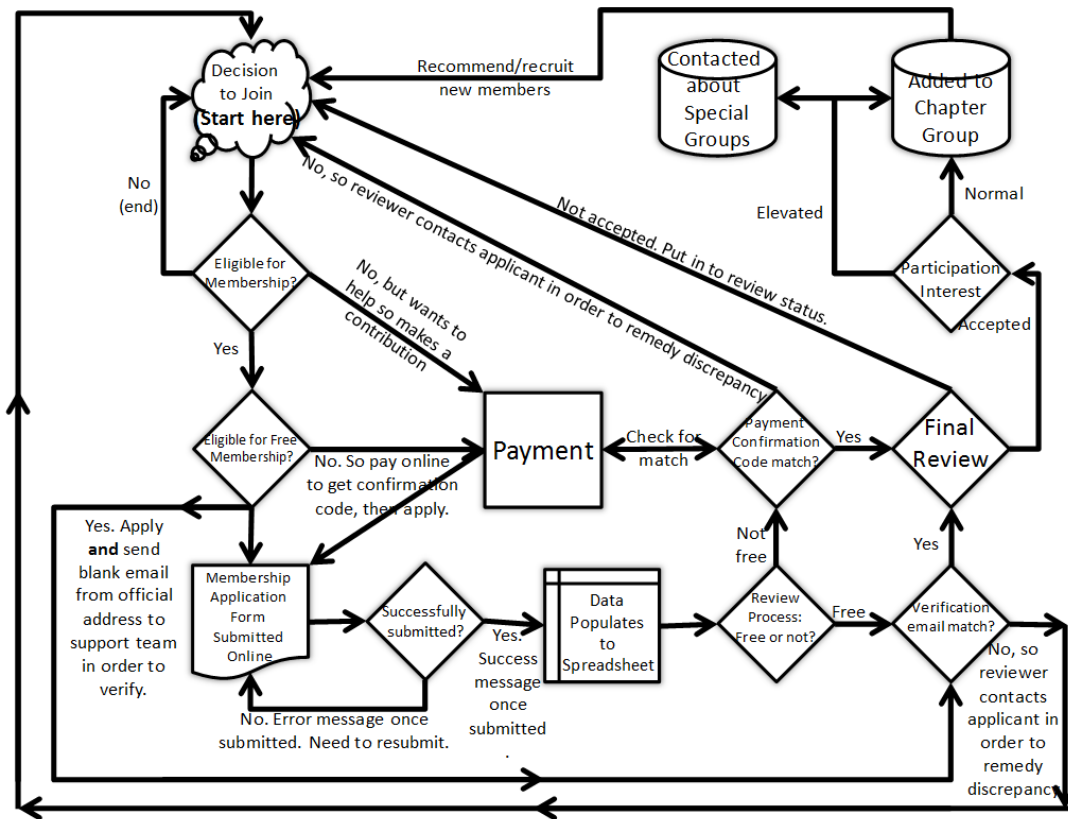 Decision
to Join
(Start here)
Recommend/recruit
new members
Contacted
about
Special
Groups
Added to
Chapter
Group
No
(end)
No, so reviewer contacts applicant in order to remedy discrepancy
Not accepted. Put in to review status.
Elevated
Normal
Eligible for
Membership?
No, but wants to
help so makes a
contribution
Participation
Interest
Accepted
Yes
Eligible for Free
Membership?
No. So pay online
to get confirmation
code, then apply.
Payment
Check for
match
Payment
Confirmation
Code match?
Yes
Final
Review
Yes. Apply
and send
blank email
from official
address to
support team
in order to
verify.
Not
free
Yes
Membership
Application
Form
Submitted
Online
Successfully
submitted?
Yes.
Success
message
once
submitted
.
Data
Populates
to
Spreadsheet
Review
Process:
Free or not?
Free
Verification
email match?
No. Error message once
submitted. Need to resubmit.
No, so
reviewer
contacts
applicant in
order to
remedy
discrepancy